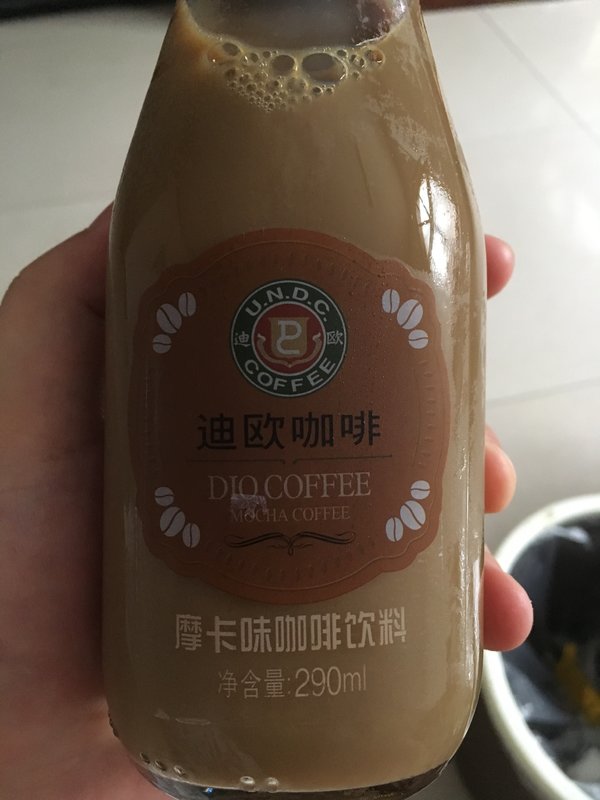 U.N.D.C.
迪 欧
COFFEE
迪欧咖啡
DIO COFFEE
MOCHA COFFEE
摩卡味咖啡饮料
净含量:290ml